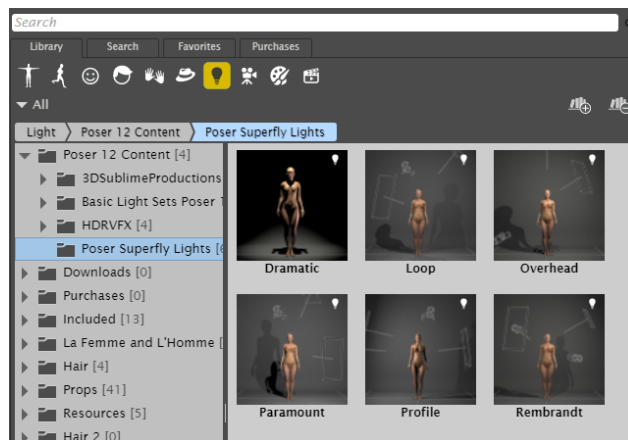 Search
Library Search Favorites Purchases
All
Light Poser 12 Content Poser Superfly Lights
Poser 12 Content [4]
3DSublimeProductions
Basic Light Sets Poser
HDRVFX [4]
Poser Superfly Lights
Downloads [0]
Purchases [0]
Included [13]
La Femme and L'Homme [
Hair [4]
Props [41]
Resources [5]
Hair 2 [0]
Dramatic Loop Overhead
Paramount Profile Rembrandt